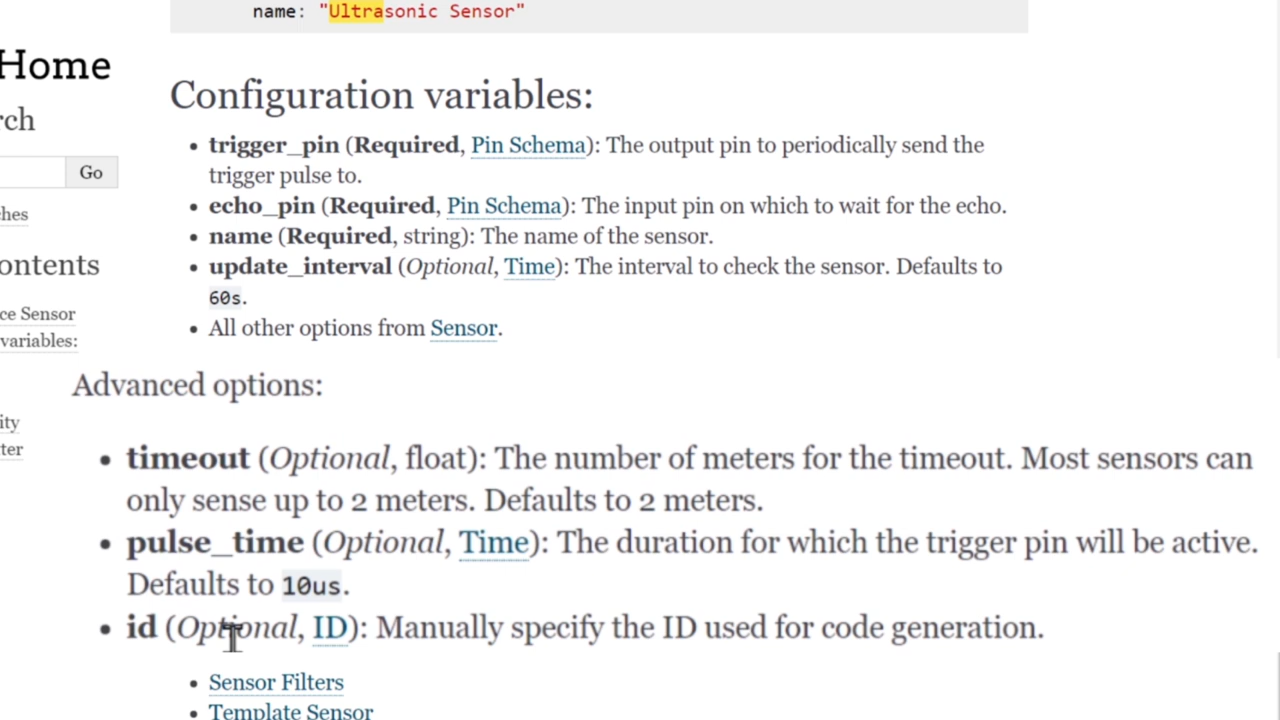 name: "Ultrasonic Sensor"
Home
rch
Go
hes
ontents
ce Sensor
variables:
ity
ter
Configuration variables:
• trigger_pin (Required, Pin Schema): The output pin to periodically send the
trigger pulse to.
• echo_pin (Required, Pin Schema): The input pin on which to wait for the echo.
• name (Required, string): The name of the sensor.
• update_interval (Optional, Time): The interval to check the sensor. Defaults to
60s.
• All other options from Sensor.
Advanced options:
• timeout (Optional, float): The number of meters for the timeout. Most sensors can
only sense up to 2 meters. Defaults to 2 meters.
• pulse_time (Optional, Time): The duration for which the trigger pin will be active.
Defaults to 10us.
• id (Optional, ID): Manually specify the ID used for code generation.
• Sensor Filters
• Template Sensor